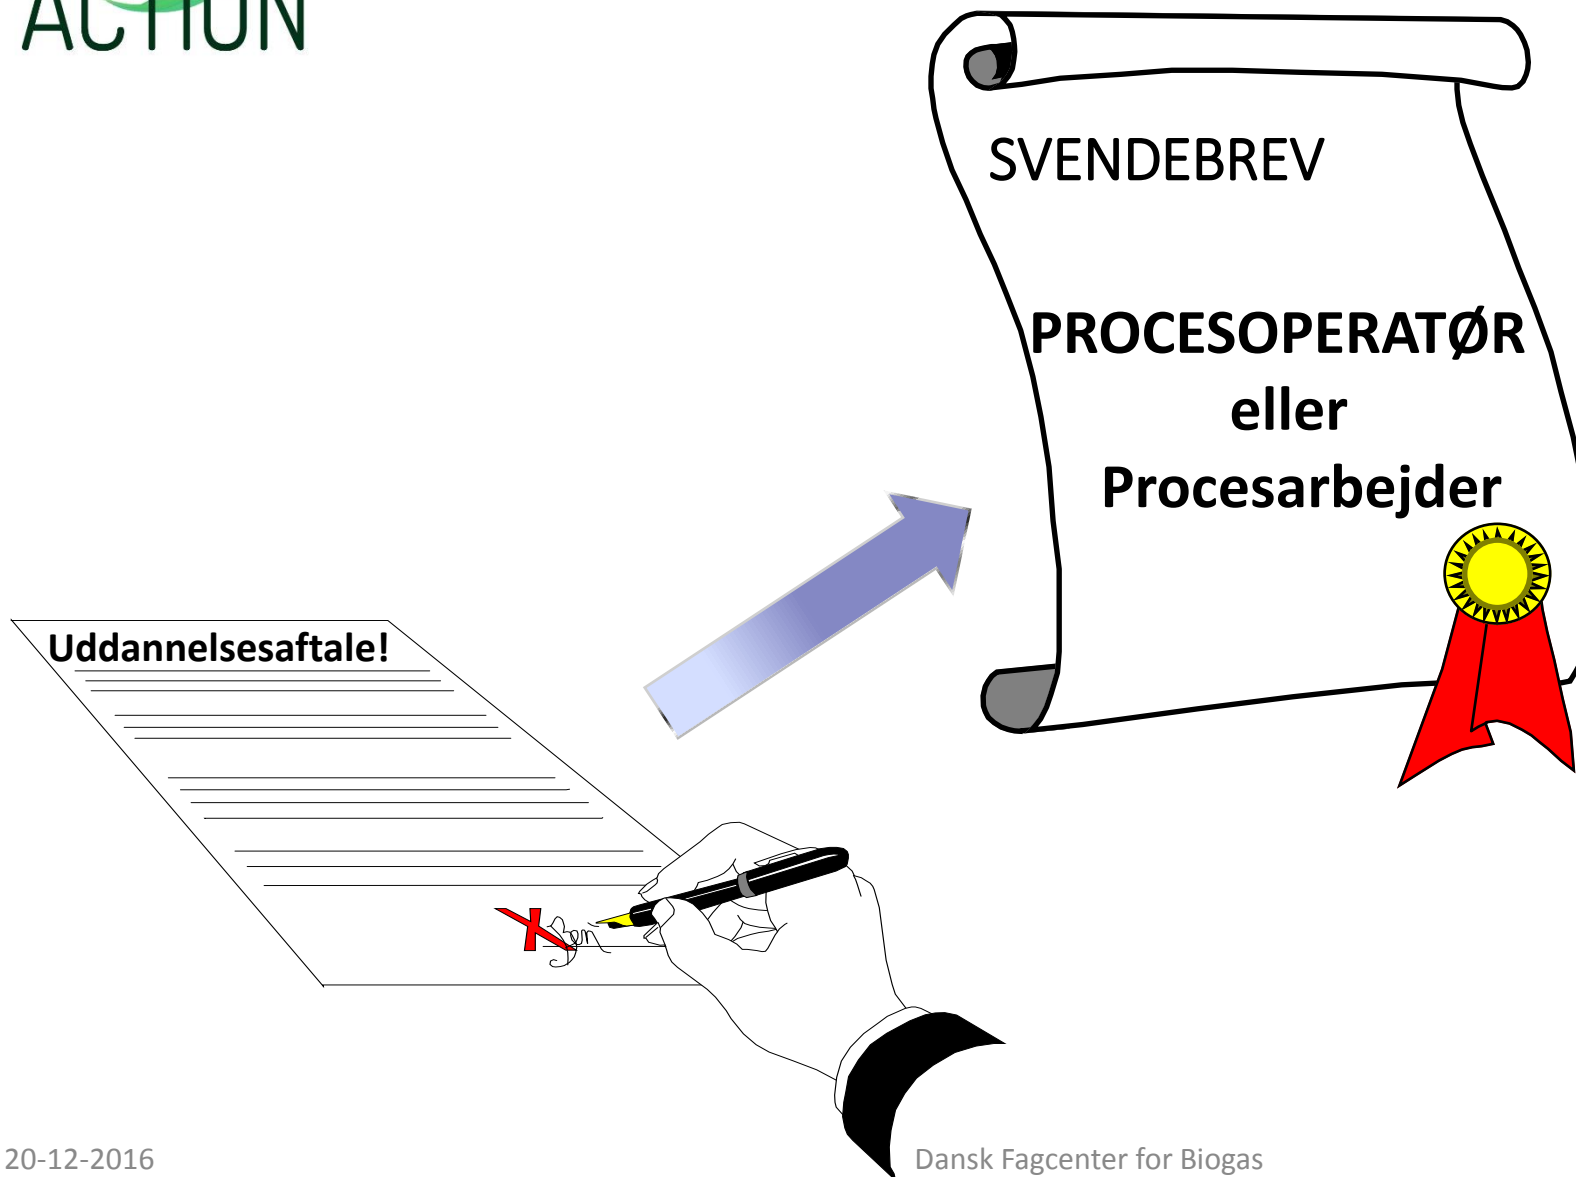 ACTION
SVENDEBREV
PROCESOPERATØR
eller
Procesarbejder
Uddannelsesaftale!
20-12-2016
Dansk Fagcenter for Biogas